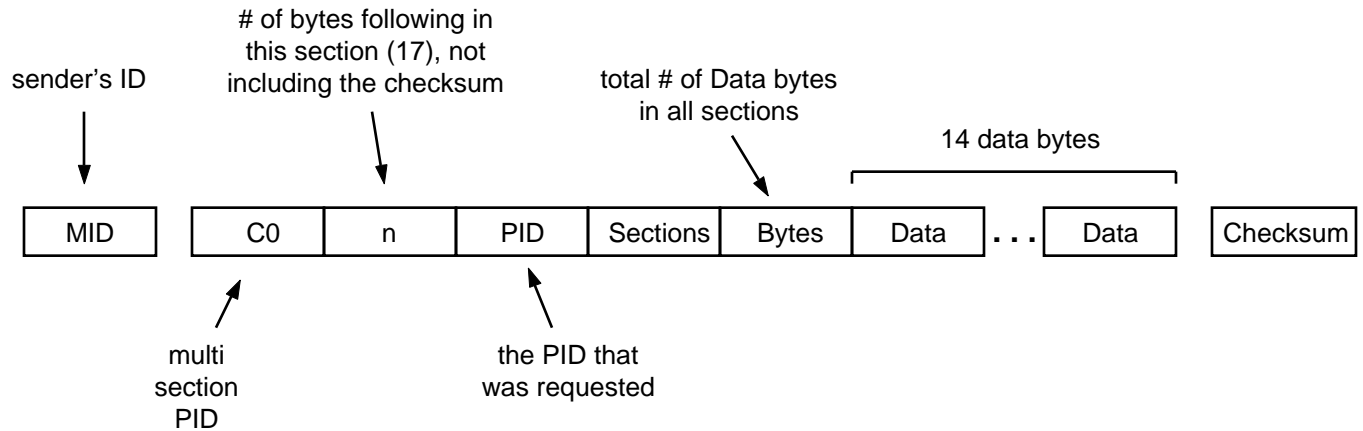 # of bytes following in
this section (17), not
including the checksum
sender's ID
total # of Data bytes
in all sections
14 data bytes
MID C0 n PID Sections Bytes Data ... Data Checksum
multi
section
PID
the PID that
was requested